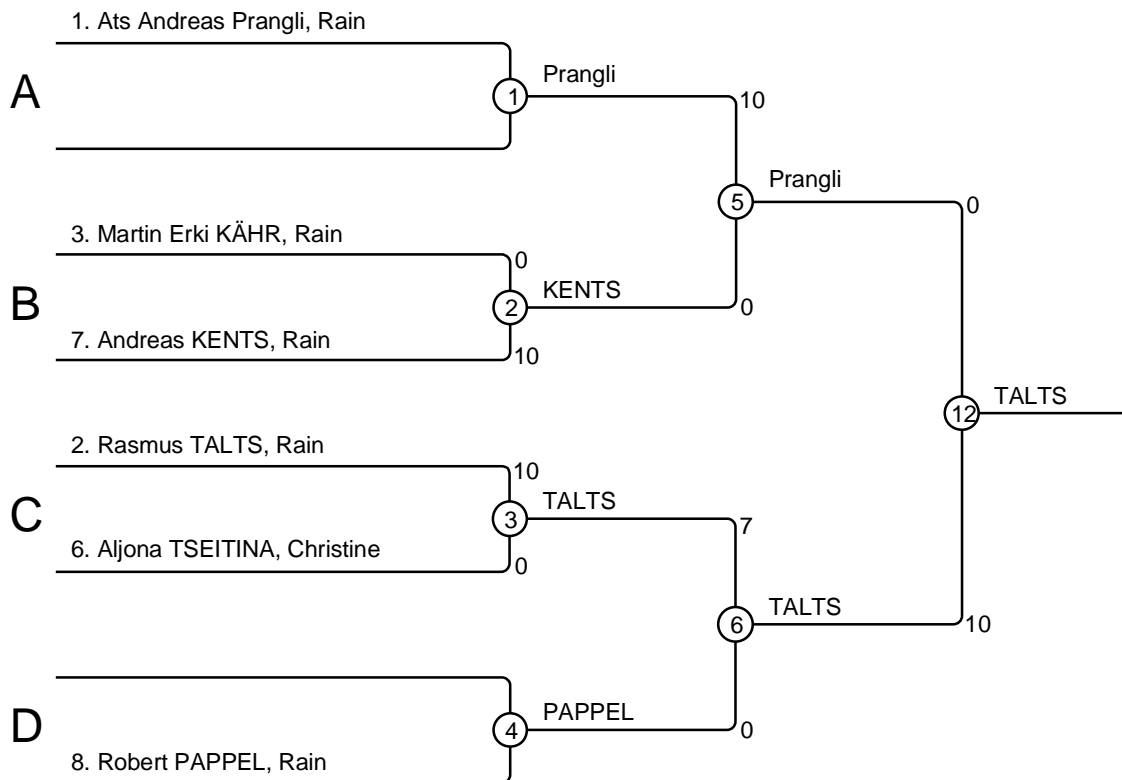 1. Ats Andreas Prangli, Rain
A
1
Prangli
10
5
Prangli
0
3. Martin Erki KÄHR, Rain
0
B
2
KENTS
0
7. Andreas KENTS, Rain
10
12
TALTS
2. Rasmus TALTS, Rain
10
C
3
TALTS
7
6. Aljona TSEITINA, Christine
0
6
TALTS
10
D
4
PAPPEL
0
8. Robert PAPPEL, Rain